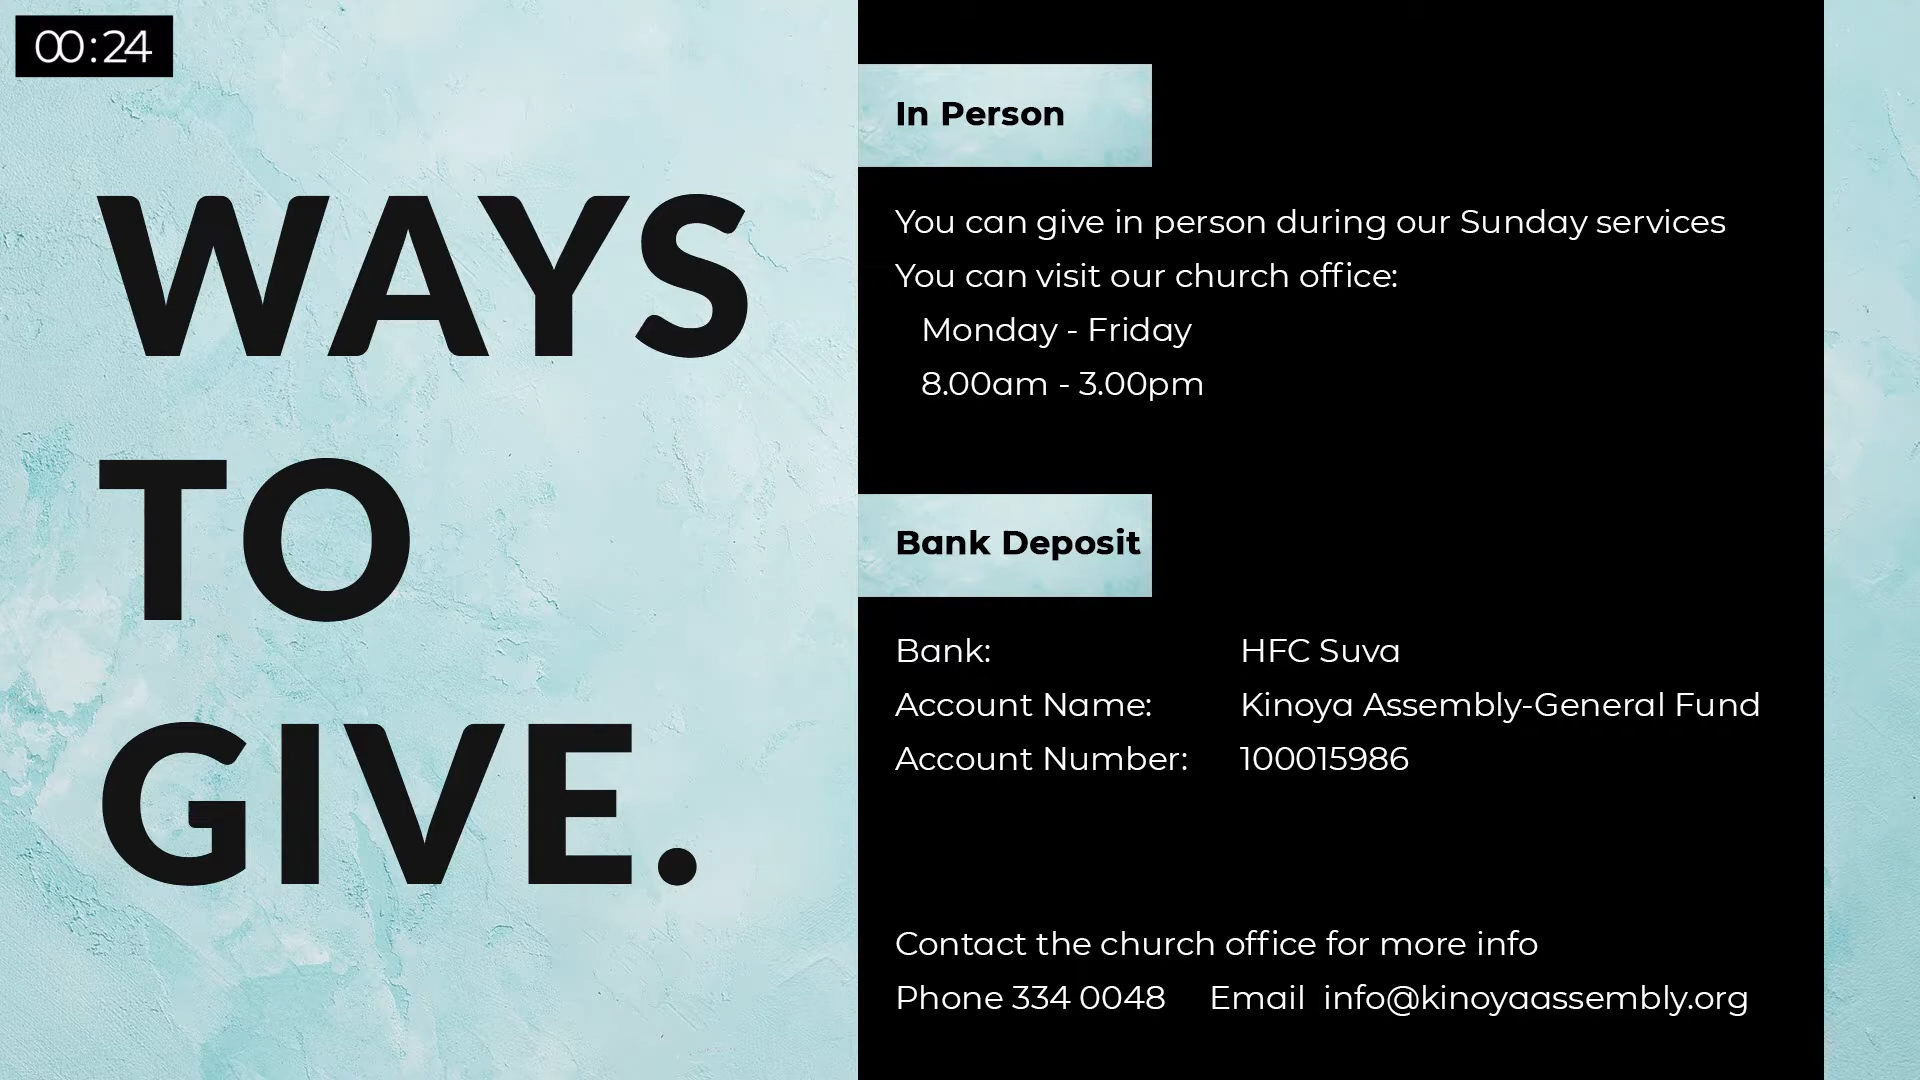 00:24
WAYS
TO
GIVE.
In Person
You can give in person during our Sunday services
You can visit our church office:
Monday - Friday
8.00am - 3.00pm
Bank Deposit
Bank: HFC Suva
Account Name: Kinoya Assembly-General Fund
Account Number: 100015986
Contact the church office for more info
Phone 334 0048 Email info@kinoyaassembly.org